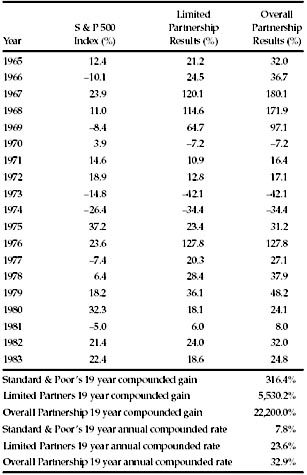 Year S & P 500 Index (%) Limited Partnership Results (%) Overall Partnership Results (%)
1965 12.4 21.2 32.0
1966 –10.1 24.5 36.7
1967 23.9 120.1 180.1
1968 11.0 114.6 171.9
1969 –8.4 64.7 97.1
1970 3.9 –7.2 –7.2
1971 14.6 10.9 16.4
1972 18.9 12.8 17.1
1973 –14.8 –42.1 –42.1
1974 –26.4 –34.4 –34.4
1975 37.2 23.4 31.2
1976 23.6 127.8 127.8
1977 –7.4 20.3 27.1
1978 6.4 28.4 37.9
1979 18.2 36.1 48.2
1980 32.3 18.1 24.1
1981 –5.0 6.0 8.0
1982 21.4 24.0 32.0
1983 22.4 18.6 24.8
Standard & Poor's 19 year compounded gain 316.4%
Limited Partners 19 year compounded gain 5,530.2%
Overall Partnership 19 year compounded gain 22,200.0%
Standard & Poor's 19 year annual compounded rate 7.8%
Limited Partners 19 year annual compounded rate 23.6%
Overall Partnership 19 year annual compounded rate 32.9%